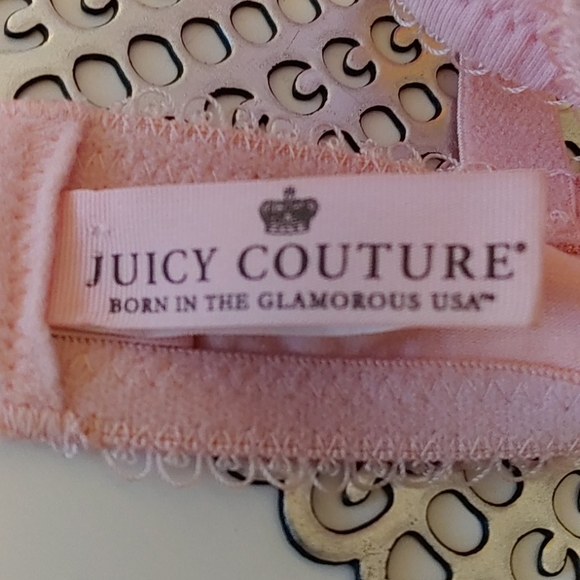 JUICY COUTURE®
BORN IN THE GLAMOROUS USA™